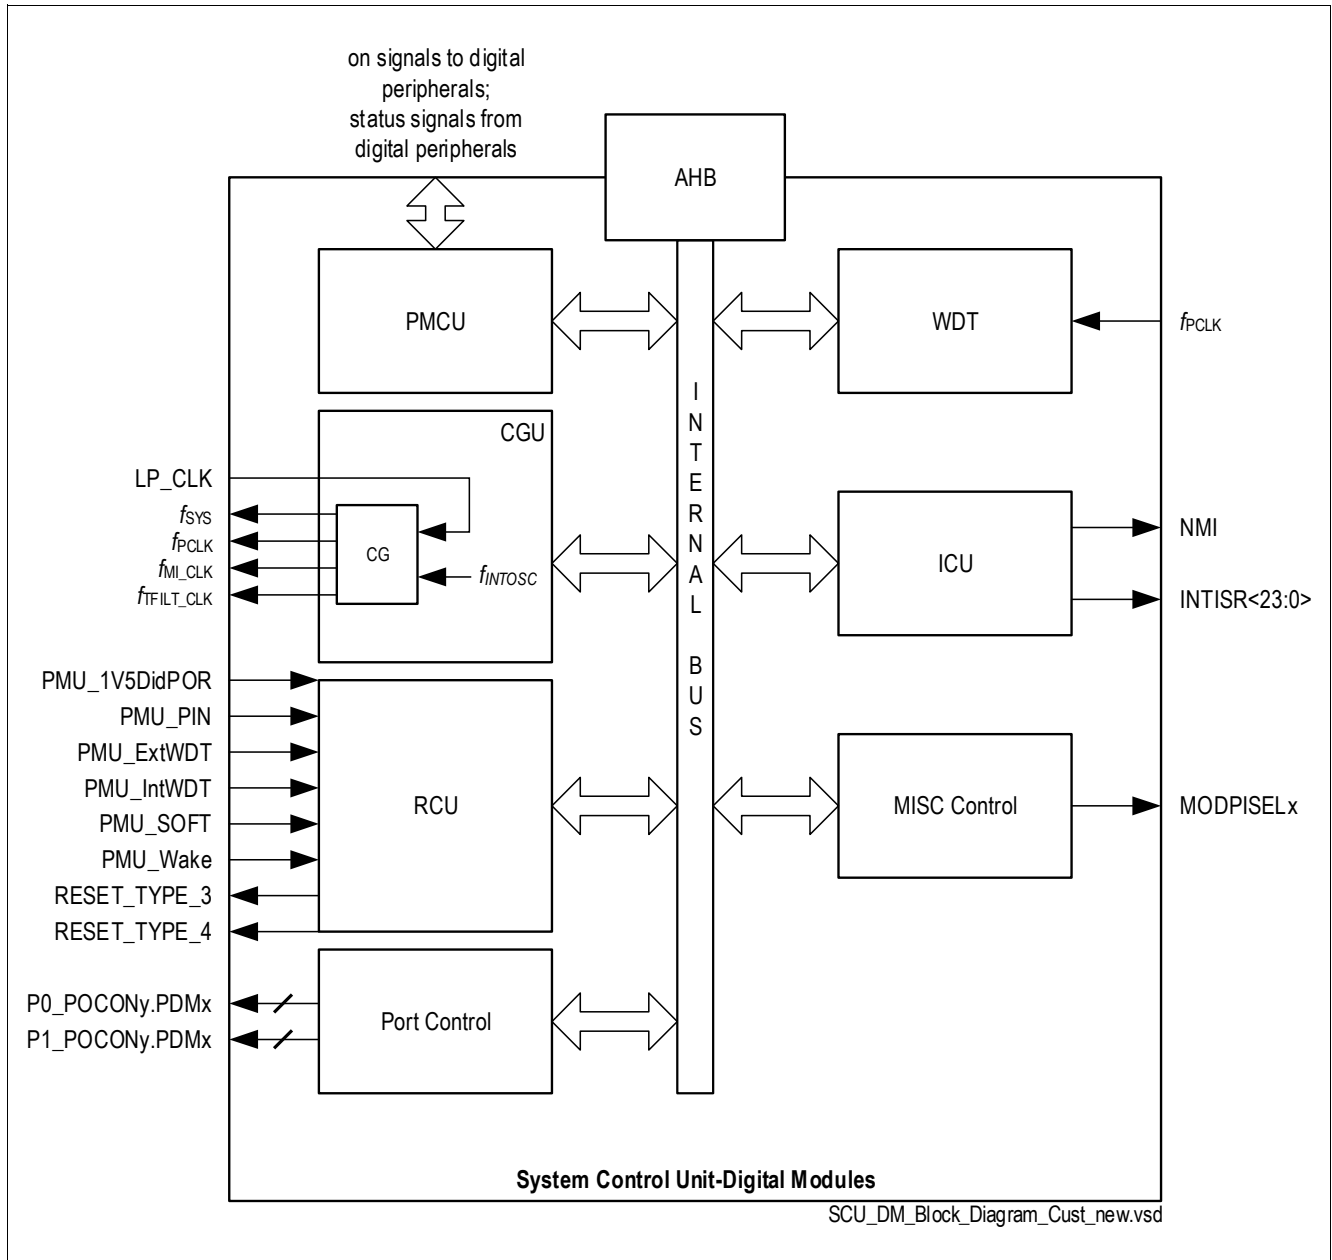 on signals to digital
peripherals;
status signals from
digital peripherals
AHB
PMCU
WDT
fPCLK
INTERNAL BUS
CGU
LP_CLK
fSYS
fPCLK
fMI_CLK
fTFILT_CLK
CG
fINTOSC
ICU
NMI
INTISR<23:0>
PMU_1V5DidPOR
PMU_PIN
PMU_ExtWDT
PMU_IntWDT
PMU_SOFT
PMU_Wake
RESET_TYPE_3
RESET_TYPE_4
RCU
MISC Control
MODPISELx
P0_POCONy.PDMx
P1_POCONy.PDMx
Port Control
System Control Unit-Digital Modules
SCU_DM_Block_Diagram_Cust_new.vsd